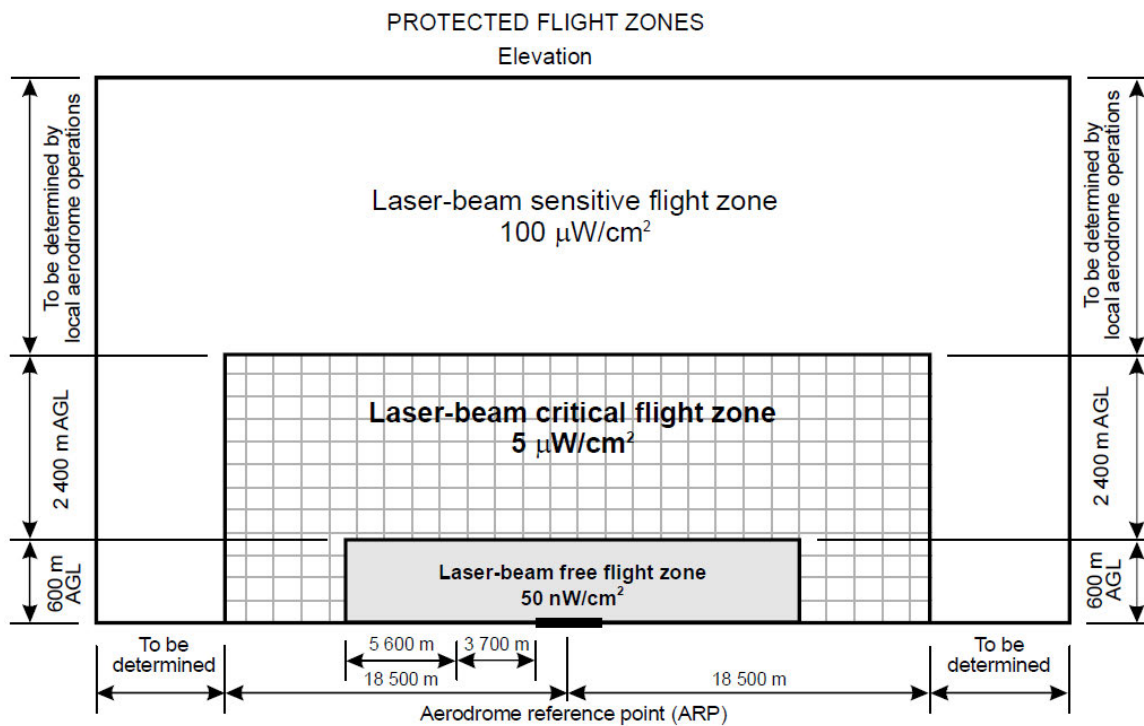 PROTECTED FLIGHT ZONES
Elevation
To be determined by
local aerodrome operations
To be determined by
local aerodrome operations
Laser-beam sensitive flight zone
100 μW/cm²
2 400 m AGL
Laser-beam critical flight zone
5 μW/cm²
2 400 m AGL
600 m
AGL
Laser-beam free flight zone
50 nW/cm²
600 m
AGL
To be
determined
5 600 m
3 700 m
To be
determined
18 500 m
18 500 m
Aerodrome reference point (ARP)